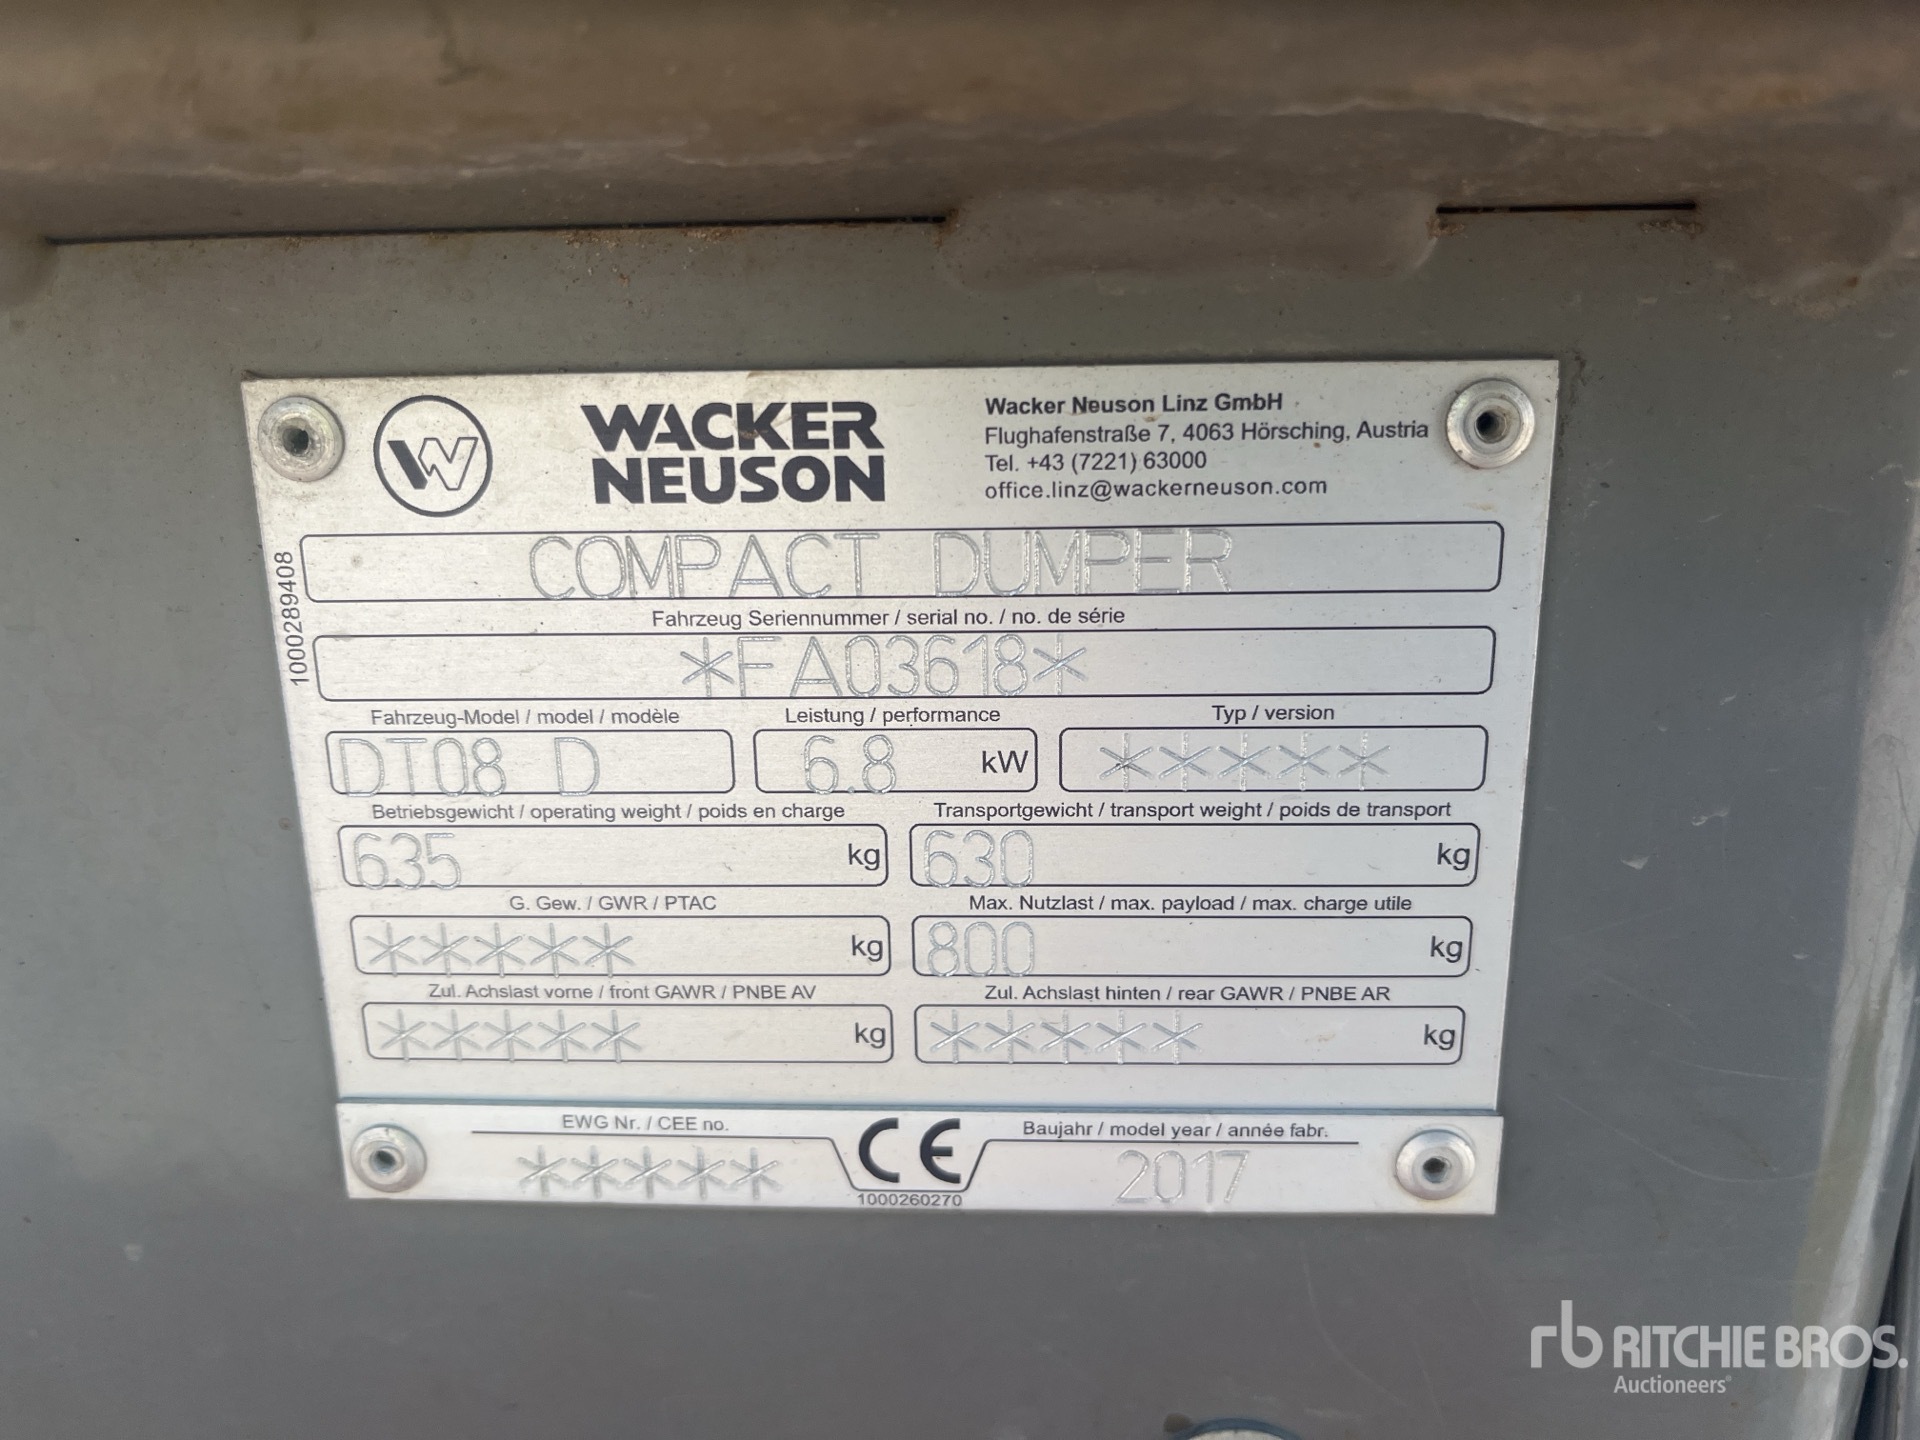 WACKER
NEUSON
Wacker Neuson Linz GmbH
Flughafenstraße 7, 4063 Hörsching, Austria
Tel. +43 (7221) 63000
office.linz@wackerneuson.com
1000289408
COMPACT DUMPER
Fahrzeug Seriennummer / serial no. / no. de série
*FA03618*
Fahrzeug-Model / model / modèle Leistung / performance Typ / version
DT08 D 6.8 kW *****
Betriebsgewicht / operating weight / poids en charge Transportgewicht / transport weight / poids de transport
635 kg 630 kg
G. Gew. / GWR / PTAC Max. Nutzlast / max. payload / max. charge utile
***** kg 800 kg
Zul. Achslast vorne / front GAWR / PNBE AV Zul. Achslast hinten / rear GAWR / PNBE AR
***** kg ***** kg
EWG Nr. / CEE no. CE Baujahr / model year / année fabr.
***** 1000260270 2017
rb RITCHIE BROS.
Auctioneers